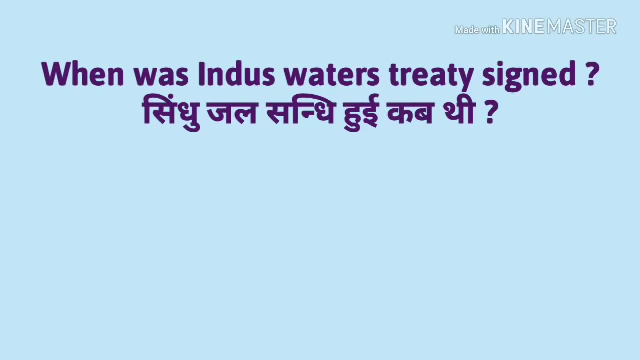 Made with KINEMASTER
When was Indus waters treaty signed ?
सिंधु जल सन्धि हुई कब थी ?